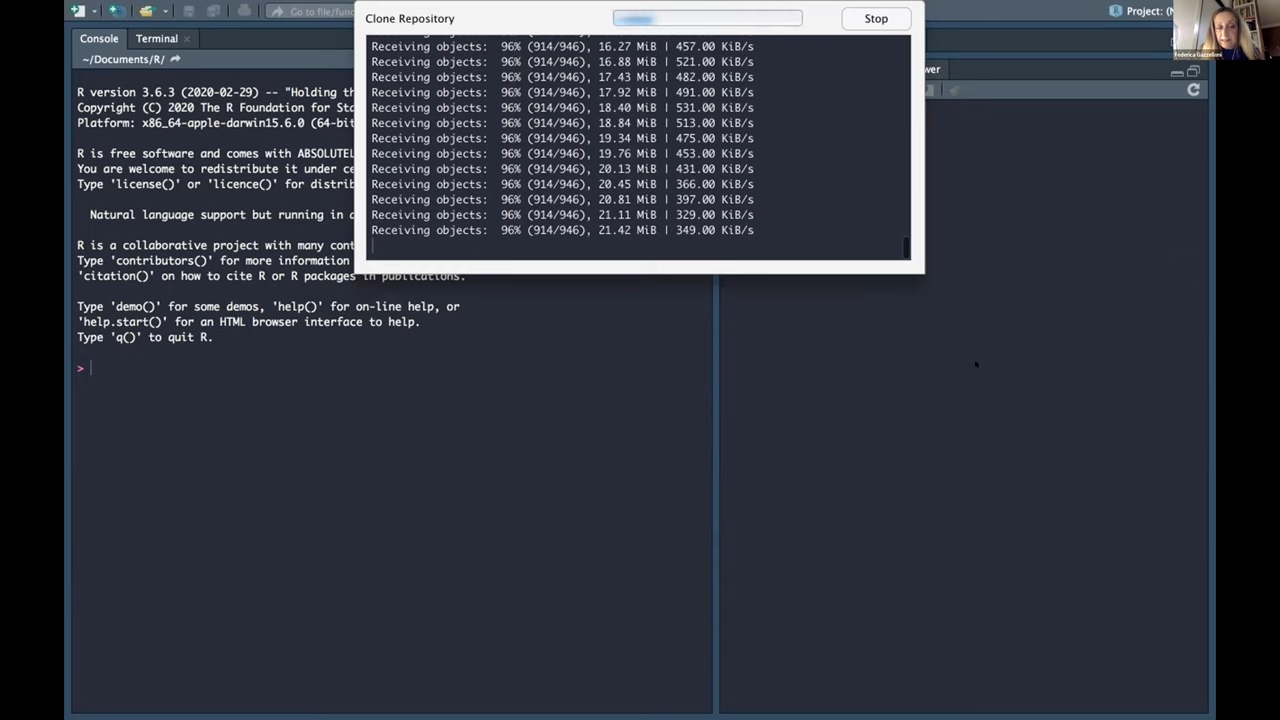 Go to file/func
Project: (N
Clone Repository
Stop
Console
Terminal
~/Documents/R/
Receiving objects: 96% (914/946), 16.27 MiB | 457.00 KiB/s
Receiving objects: 96% (914/946), 16.88 MiB | 521.00 KiB/s
Receiving objects: 96% (914/946), 17.43 MiB | 482.00 KiB/s
Receiving objects: 96% (914/946), 17.92 MiB | 491.00 KiB/s
Receiving objects: 96% (914/946), 18.40 MiB | 531.00 KiB/s
Receiving objects: 96% (914/946), 18.84 MiB | 513.00 KiB/s
Receiving objects: 96% (914/946), 19.34 MiB | 475.00 KiB/s
Receiving objects: 96% (914/946), 19.76 MiB | 453.00 KiB/s
Receiving objects: 96% (914/946), 20.13 MiB | 431.00 KiB/s
Receiving objects: 96% (914/946), 20.45 MiB | 366.00 KiB/s
Receiving objects: 96% (914/946), 20.81 MiB | 397.00 KiB/s
Receiving objects: 96% (914/946), 21.11 MiB | 329.00 KiB/s
Receiving objects: 96% (914/946), 21.42 MiB | 349.00 KiB/s
R version 3.6.3 (2020-02-29) -- "Holding th
Copyright (C) 2020 The R Foundation for Sta
Platform: x86_64-apple-darwin15.6.0 (64-bit
R is free software and comes with ABSOLUTEL
You are welcome to redistribute it under ce
Type 'license()' or 'licence()' for distrib
Natural language support but running in a
R is a collaborative project with many cont
Type 'contributors()' for more information
'citation()' on how to cite R or R packages in publications.
Type 'demo()' for some demos, 'help()' for on-line help, or
'help.start()' for an HTML browser interface to help.
Type 'q()' to quit R.
>
wer
Federica Gazzelloni